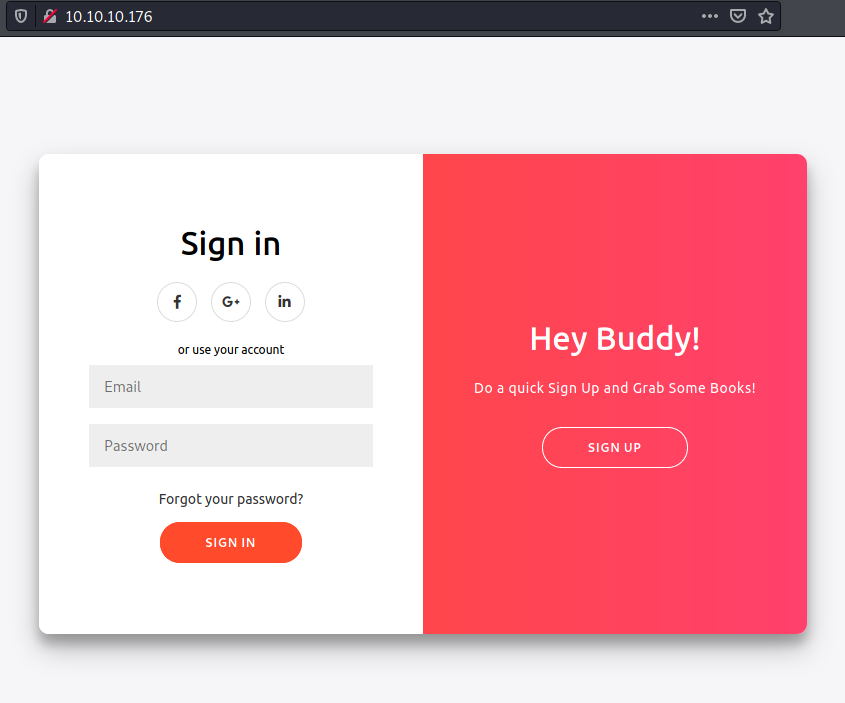 10.10.10.176
Sign in
f G+ in
or use your account
Email
Password
Forgot your password?
SIGN IN
Hey Buddy!
Do a quick Sign Up and Grab Some Books!
SIGN UP